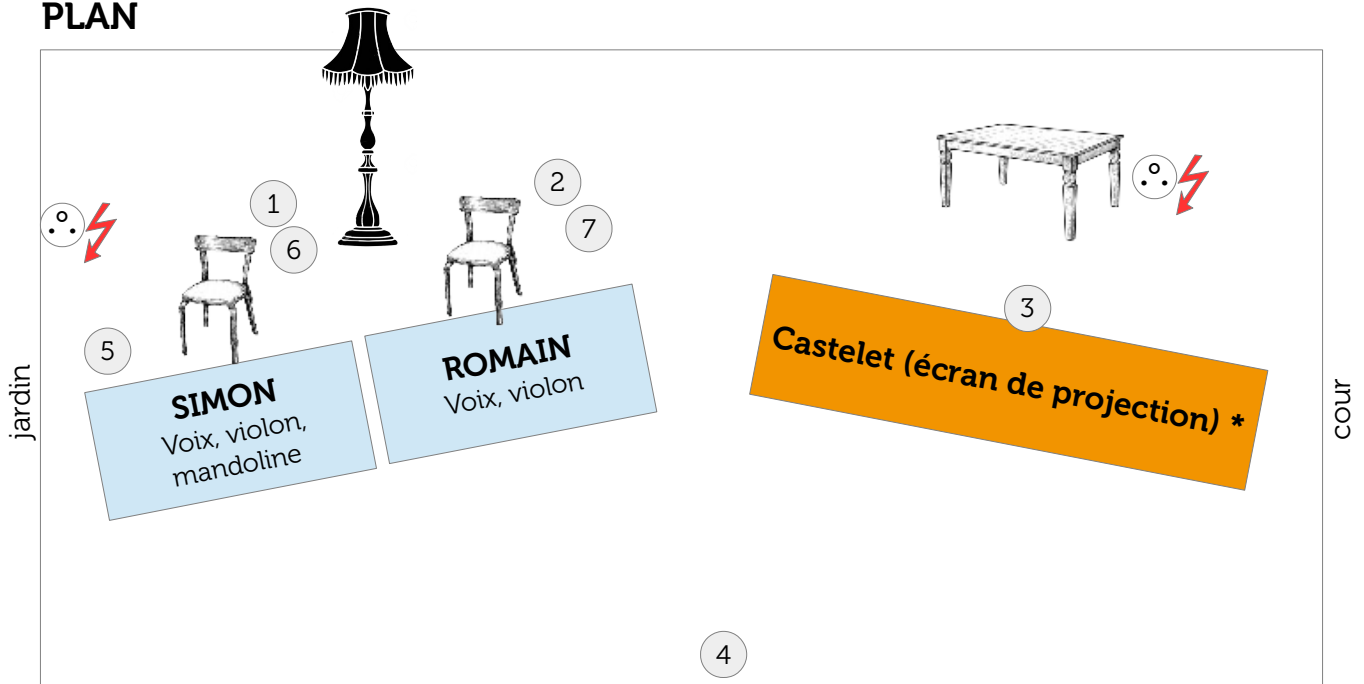 PLAN
2
1
7
6
3
5
SIMON
Voix, violon,
mandoline
ROMAIN
Voix, violon
Castelet (écran de projection) *
jardin
cour
4